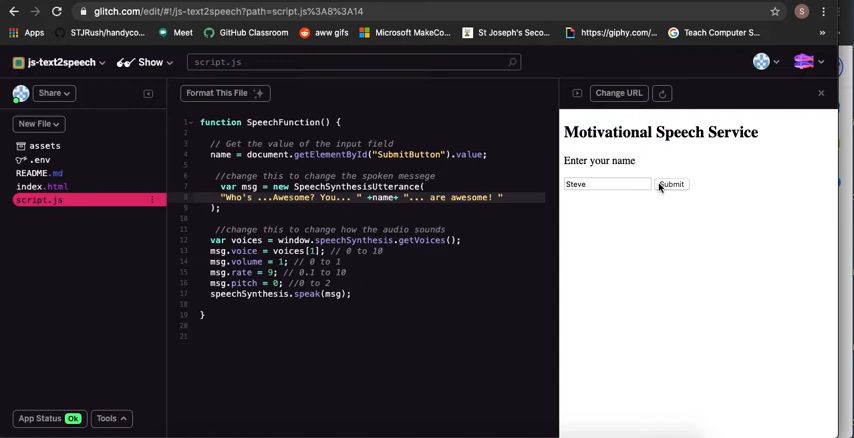 glitch.com/edit/#!/js-text2speech?path=script.js%3A8%3A14
S
Apps STJRush/handyco... Meet GitHub Classroom aww gifs Microsoft MakeCo... St Joseph's Seco... https://giphy.com/... Teach Computer S... »
js-text2speech Show script.js
Share Format This File Change URL
New File
assets
.env
README.md
index.html
script.js
1 function SpeechFunction() {
2
3 // Get the value of the input field
4 name = document.getElementById("SubmitButton").value;
5
6 //change this to change the spoken messege
7 var msg = new SpeechSynthesisUtterance(
8 "Who's ...Awesome? You... " +name+ "... are awesome! "
9 );
10
11 //change this to change how the audio sounds
12 var voices = window.speechSynthesis.getVoices();
13 msg.voice = voices[1]; // 0 to 10
14 msg.volume = 1; // 0 to 1
15 msg.rate = 9; // 0.1 to 10
16 msg.pitch = 0; //0 to 2
17 speechSynthesis.speak(msg);
18
19 }
20
21
Motivational Speech Service
Enter your name
Steve Submit
App Status Ok Tools